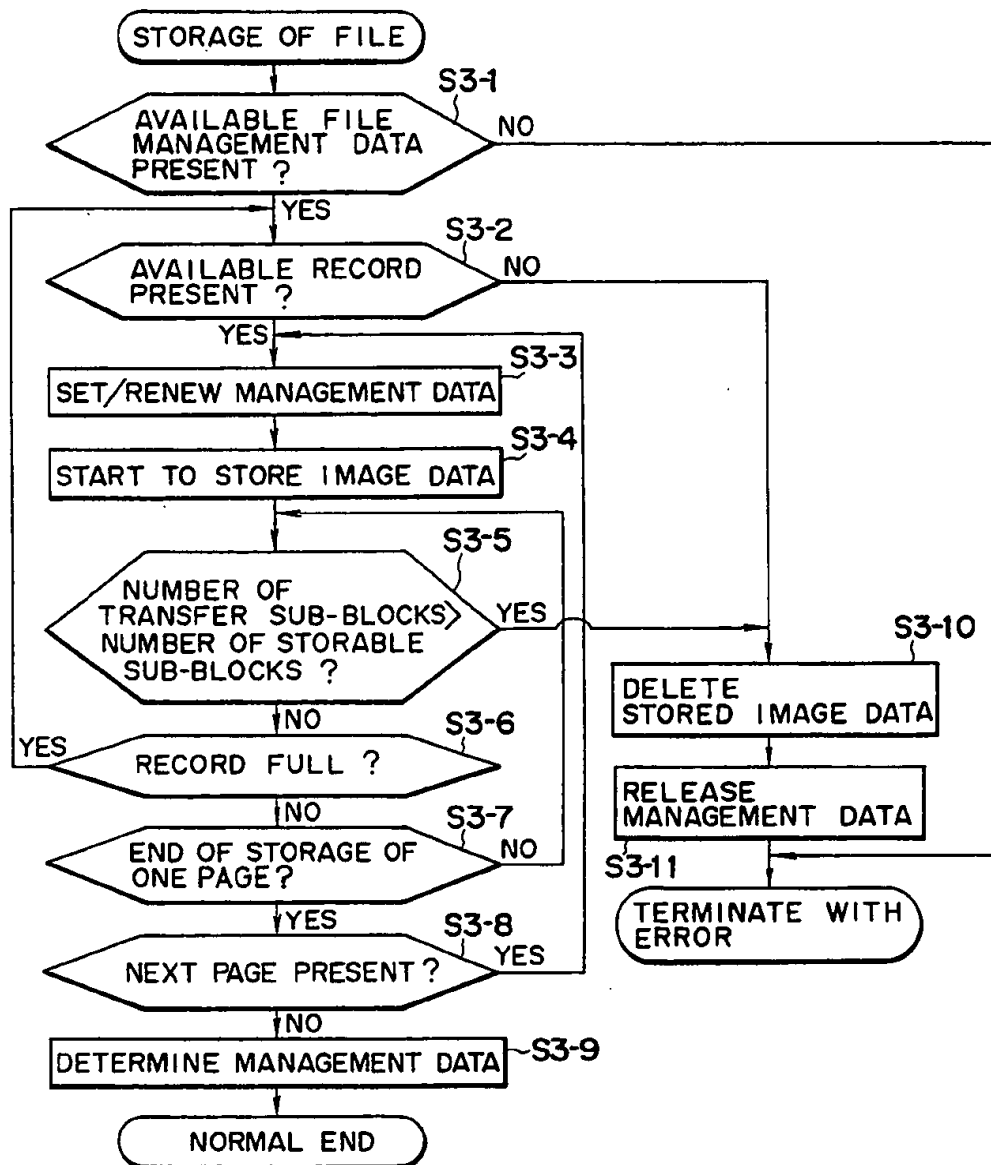 STORAGE OF FILE
S3-1
AVAILABLE FILE
MANAGEMENT DATA
PRESENT ?
NO
YES
S3-2
AVAILABLE RECORD
PRESENT ?
NO
YES
S3-3
SET/RENEW MANAGEMENT DATA
S3-4
START TO STORE IMAGE DATA
S3-5
NUMBER OF
TRANSFER SUB-BLOCKS>
NUMBER OF STORABLE
SUB-BLOCKS ?
YES
NO
S3-6
YES
RECORD FULL ?
NO
S3-7
END OF STORAGE OF
ONE PAGE?
NO
YES
S3-8
NEXT PAGE PRESENT ?
YES
NO
DETERMINE MANAGEMENT DATA
S3-9
NORMAL END
S3-10
DELETE
STORED IMAGE DATA
RELEASE
MANAGEMENT DATA
S3-11
TERMINATE WITH
ERROR